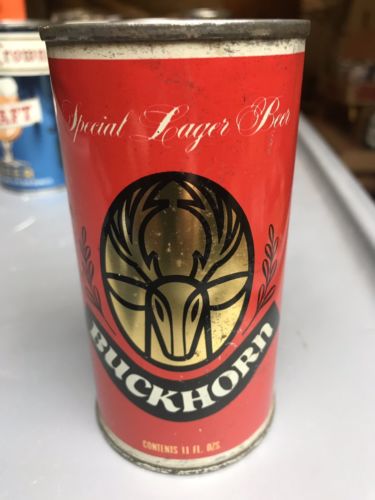 Special Lager Beer
BUCKHORN
CONTENTS 11 FL. OZS.